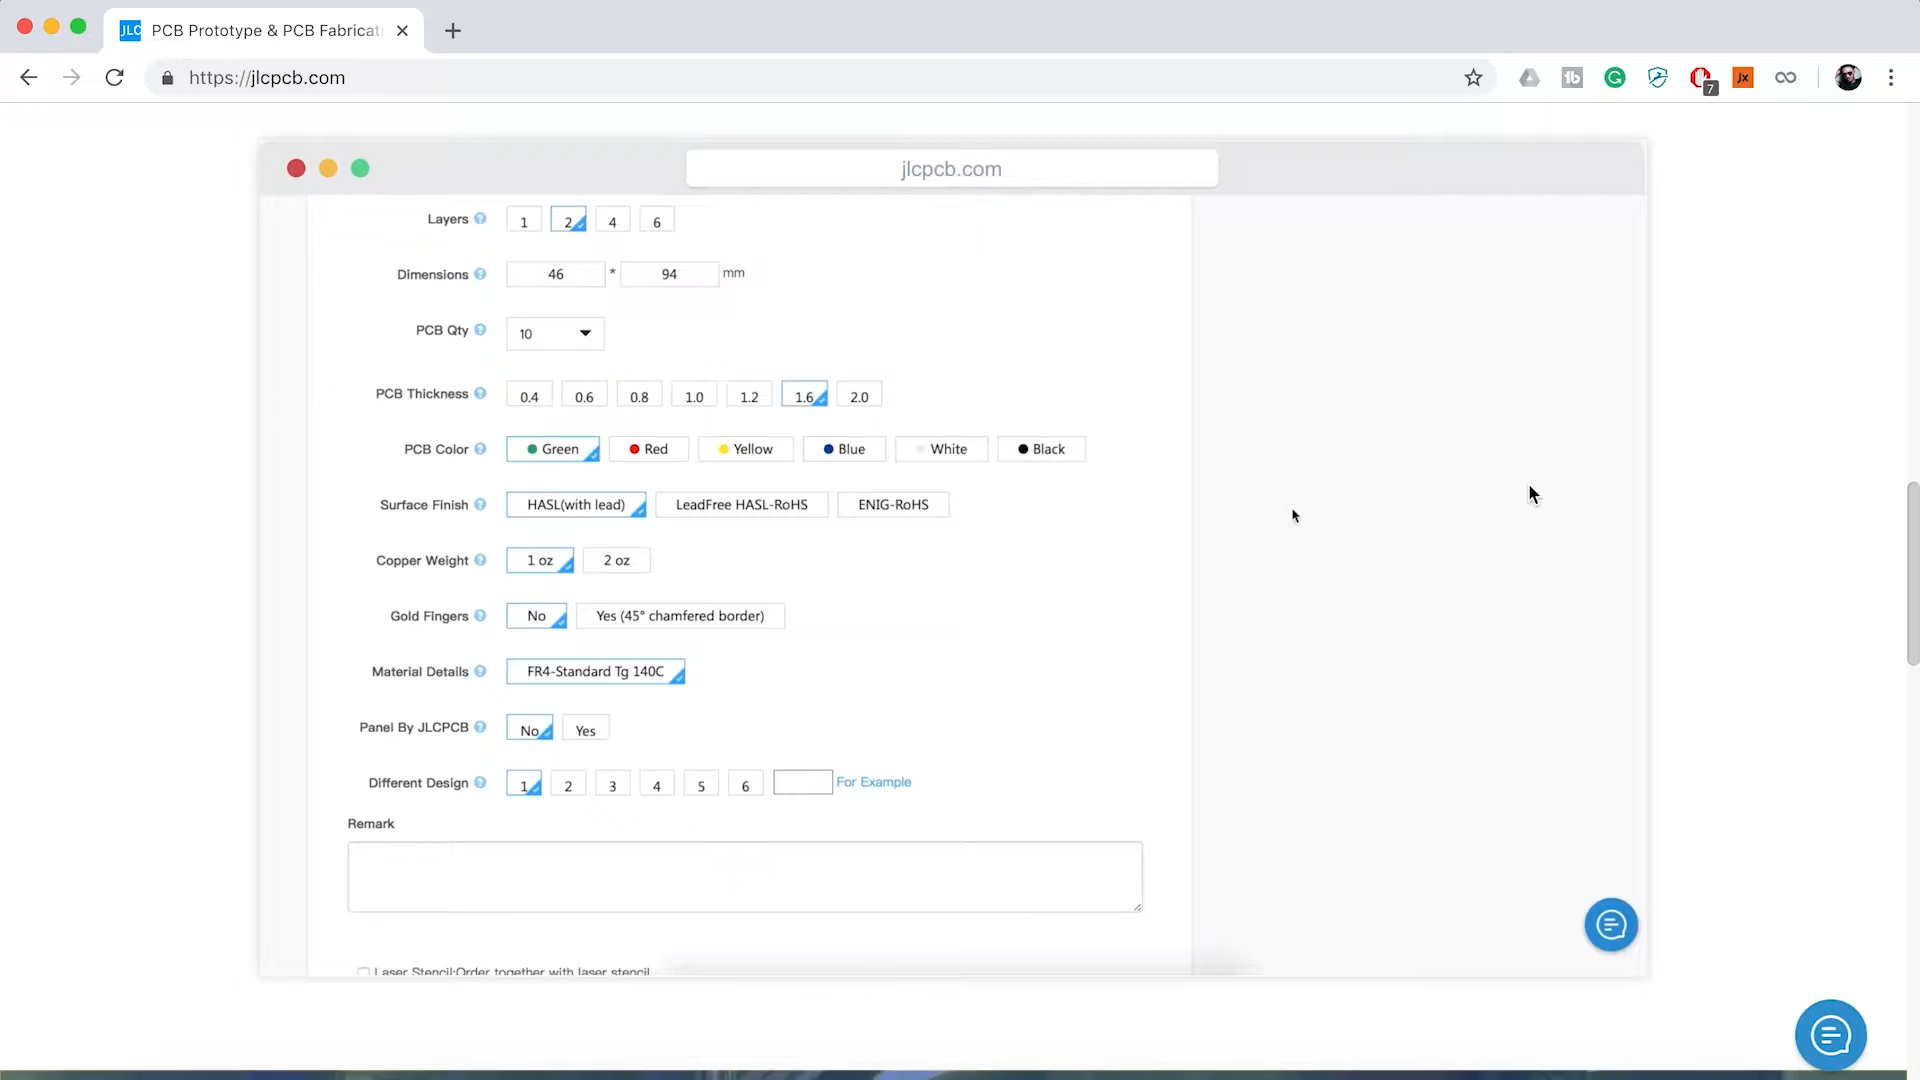 JLC PCB Prototype & PCB Fabricat
https://jlcpcb.com
7
Jx
jlcpcb.com
Layers ? 1 2 4 6
Dimensions ? 46 * 94 mm
PCB Qty ? 10
PCB Thickness ? 0.4 0.6 0.8 1.0 1.2 1.6 2.0
PCB Color ? Green Red Yellow Blue White Black
Surface Finish ? HASL(with lead) LeadFree HASL-RoHS ENIG-RoHS
Copper Weight ? 1 oz 2 oz
Gold Fingers ? No Yes (45° chamfered border)
Material Details ? FR4-Standard Tg 140C
Panel By JLCPCB ? No Yes
Different Design ? 1 2 3 4 5 6 For Example
Remark
Laser Stencil:Order together with laser stencil